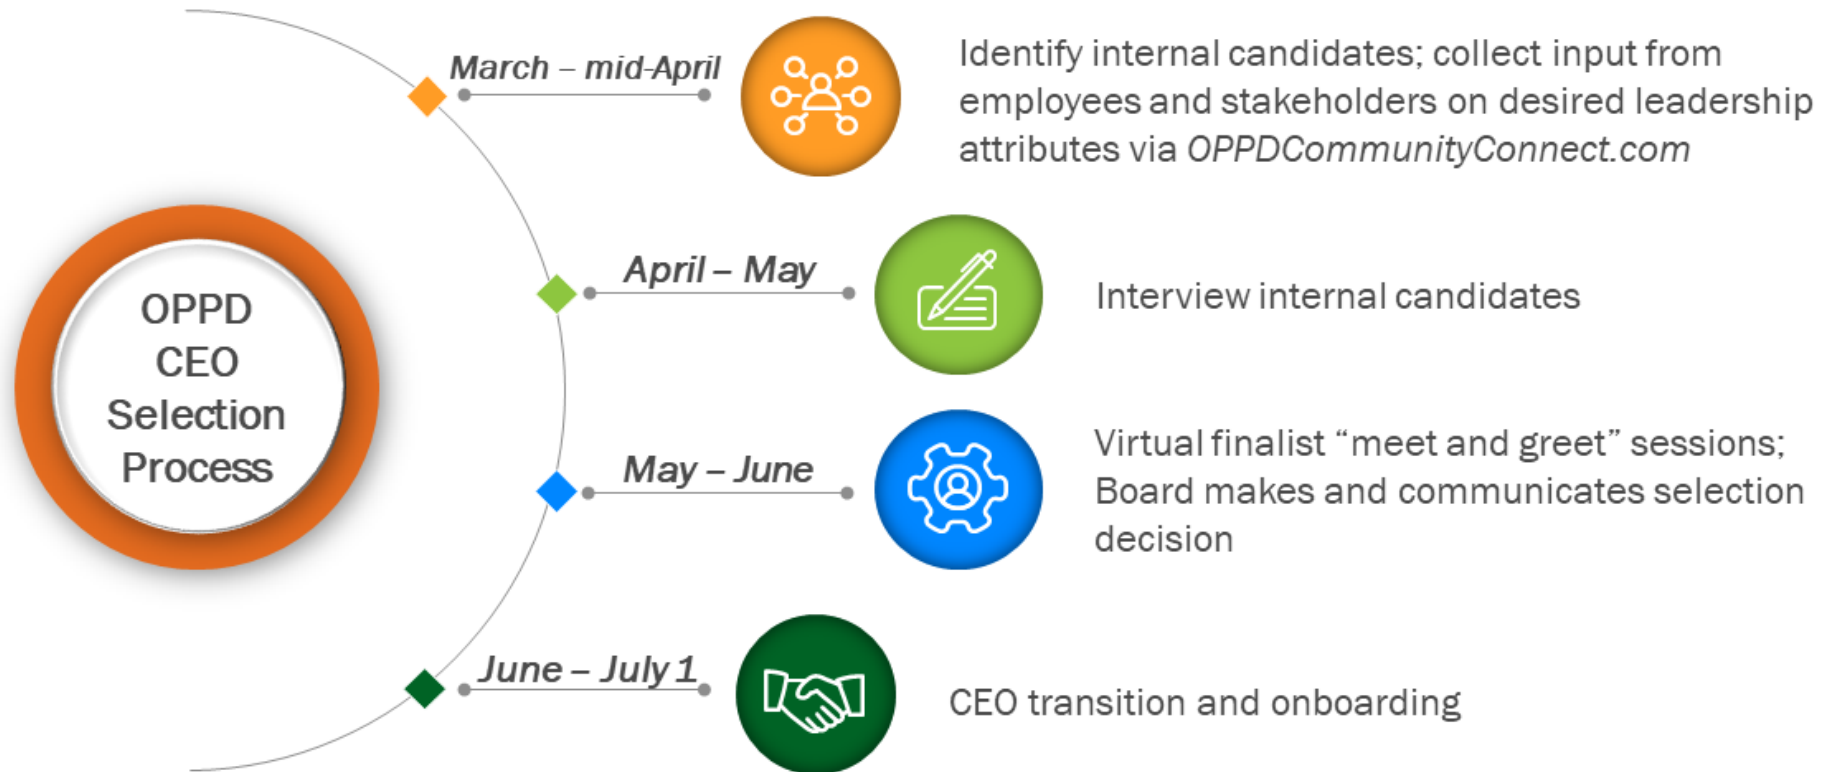 OPPD
CEO
Selection
Process
March – mid-April
Identify internal candidates; collect input from
employees and stakeholders on desired leadership
attributes via OPPDCommunityConnect.com
April – May
Interview internal candidates
May – June
Virtual finalist “meet and greet” sessions;
Board makes and communicates selection
decision
June – July 1
CEO transition and onboarding